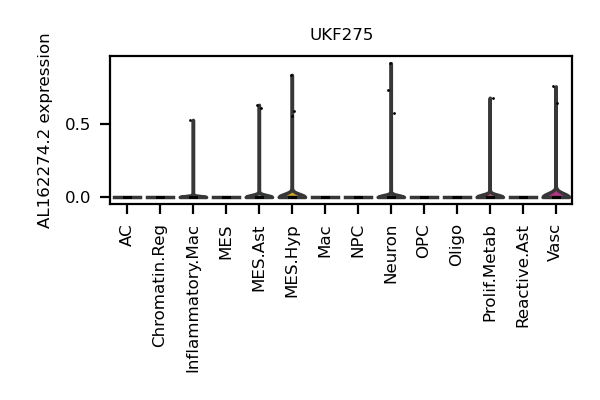 UKF275
AL162274.2 expression
0.5
0.0
AC
Chromatin.Reg
Inflammatory.Mac
MES
MES.Ast
MES.Hyp
Mac
NPC
Neuron
OPC
Oligo
Prolif.Metab
Reactive.Ast
Vasc